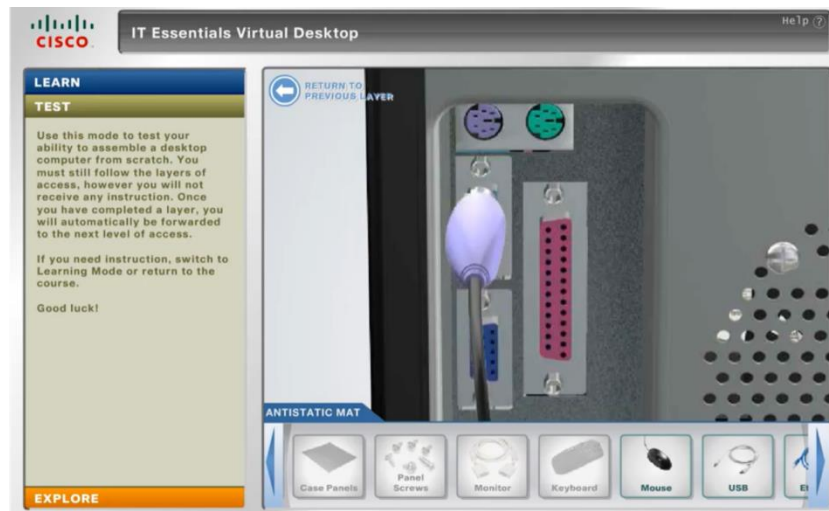 CISCO
IT Essentials Virtual Desktop
Help ?
LEARN
TEST
Use this mode to test your
ability to assemble a desktop
computer from scratch. You
must still follow the layers of
access, however you will not
receive any instruction. Once
you have completed a layer, you
will automatically be forwarded
to the next level of access.
If you need instruction, switch to
Learning Mode or return to the
course.
Good luck!
EXPLORE
RETURN TO
PREVIOUS LAYER
ANTISTATIC MAT
Case Panels
Panel
Screws
Monitor
Keyboard
Mouse
USB